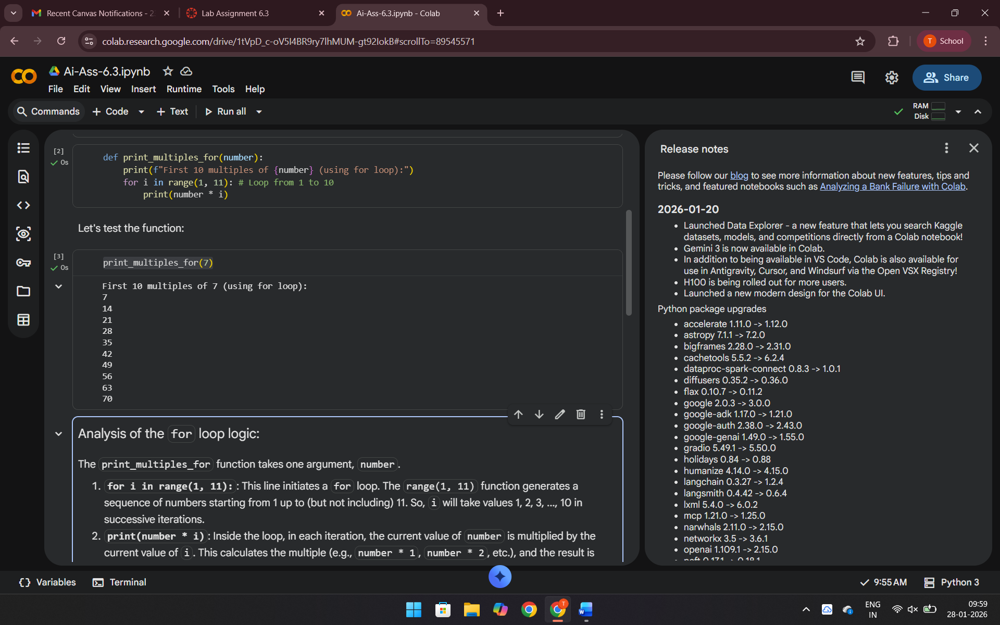 Recent Canvas Notifications - 2
Lab Assignment 6.3
Ai-Ass-6.3.ipynb - Colab
colab.research.google.com/drive/1tVpD_c-oV5I4BR9ry7lhMUM-gt92IokB#scrollTo=89545571
T School
CO Ai-Ass-6.3.ipynb
File Edit View Insert Runtime Tools Help
Share
Commands + Code + Text Run all
RAM
Disk
[2]
0s
def print_multiples_for(number):
print(f"First 10 multiples of {number} (using for loop):")
for i in range(1, 11): # Loop from 1 to 10
print(number * i)
Let's test the function:
[3]
0s
print_multiples_for(7)
First 10 multiples of 7 (using for loop):
7
14
21
28
35
42
49
56
63
70
Analysis of the for loop logic:
The print_multiples_for function takes one argument, number.
1. for i in range(1, 11): : This line initiates a for loop. The range(1, 11) function generates a
sequence of numbers starting from 1 up to (but not including) 11. So, i will take values 1, 2, 3, ..., 10 in
successive iterations.
2. print(number * i) : Inside the loop, in each iteration, the current value of number is multiplied by the
current value of i. This calculates the multiple (e.g., number * 1, number * 2, etc.), and the result is
Release notes
Please follow our blog to see more information about new features, tips and
tricks, and featured notebooks such as Analyzing a Bank Failure with Colab.
2026-01-20
• Launched Data Explorer - a new feature that lets you search Kaggle
datasets, models, and competitions directly from a Colab notebook!
• Gemini 3 is now available in Colab.
• In addition to being available in VS Code, Colab is also available for
use in Antigravity, Cursor, and Windsurf via the Open VSX Registry!
• H100 is being rolled out for more users.
• Launched a new modern design for the Colab UI.
Python package upgrades
• accelerate 1.11.0 -> 1.12.0
• astropy 7.1.1 -> 7.2.0
• bigframes 2.28.0 -> 2.31.0
• cachetools 5.5.2 -> 6.2.4
• dataproc-spark-connect 0.8.3 -> 1.0.1
• diffusers 0.35.2 -> 0.36.0
• flax 0.10.7 -> 0.11.2
• google 2.0.3 -> 3.0.0
• google-adk 1.17.0 -> 1.21.0
• google-auth 2.38.0 -> 2.43.0
• google-genai 1.49.0 -> 1.55.0
• gradio 5.49.1 -> 5.50.0
• holidays 0.84 -> 0.88
• humanize 4.14.0 -> 4.15.0
• langchain 0.3.27 -> 1.2.4
• langsmith 0.4.42 -> 0.6.4
• lxml 5.4.0 -> 6.0.2
• mcp 1.21.0 -> 1.25.0
• narwhals 2.11.0 -> 2.15.0
• networkx 3.5 -> 3.6.1
• openai 1.109.1 -> 2.15.0
Variables Terminal
9:55 AM Python 3
ENG
IN
09:59
28-01-2026